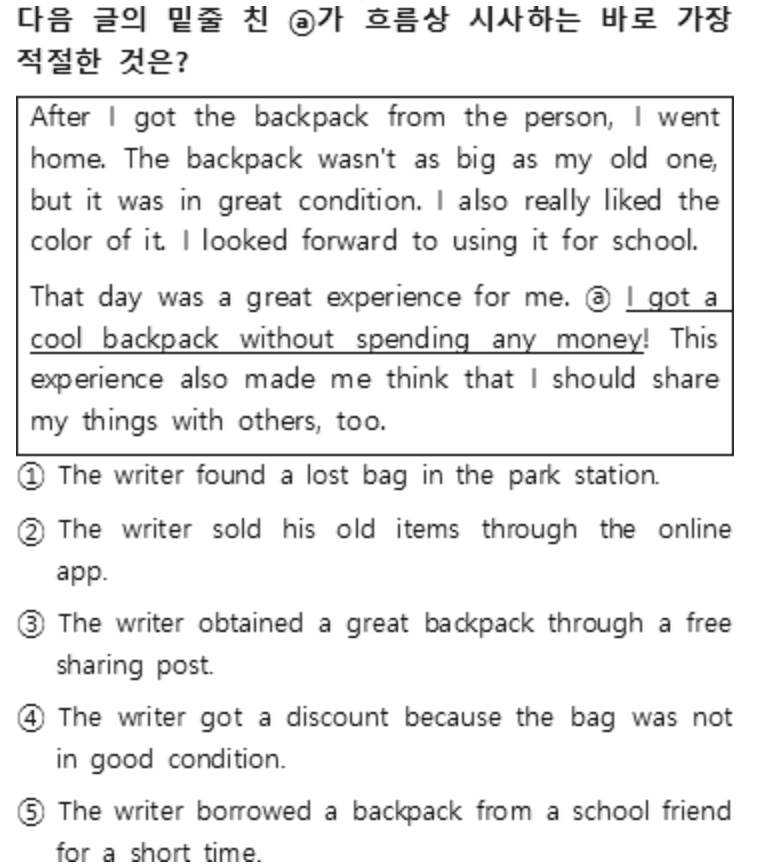 다음 글의 밑줄 친 ⓐ가 흐름상 시사하는 바로 가장
적절한 것은?
After I got the backpack from the person, I went
home. The backpack wasn't as big as my old one,
but it was in great condition. I also really liked the
color of it. I looked forward to using it for school.
That day was a great experience for me. ⓐ I got a
cool backpack without spending any money! This
experience also made me think that I should share
my things with others, too.
① The writer found a lost bag in the park station.
② The writer sold his old items through the online
app.
③ The writer obtained a great backpack through a free
sharing post.
④ The writer got a discount because the bag was not
in good condition.
⑤ The writer borrowed a backpack from a school friend
for a short time.